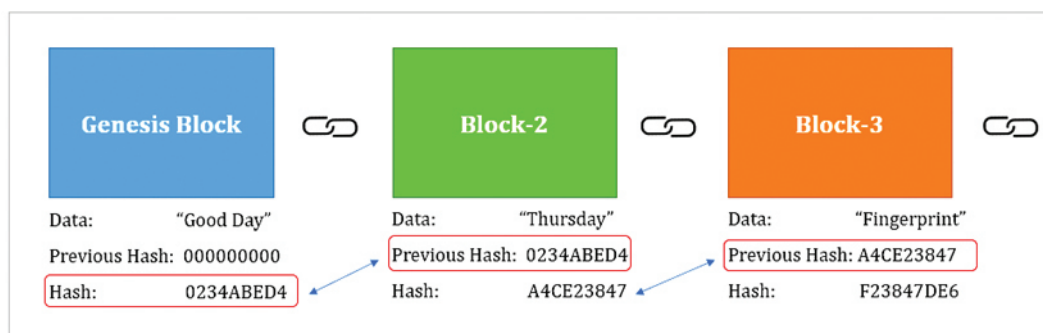 Genesis Block
Block-2
Block-3
Data: “Good Day”
Previous Hash: 000000000
Hash: 0234ABED4
Data: “Thursday”
Previous Hash: 0234ABED4
Hash: A4CE23847
Data: “Fingerprint”
Previous Hash: A4CE23847
Hash: F23847DE6